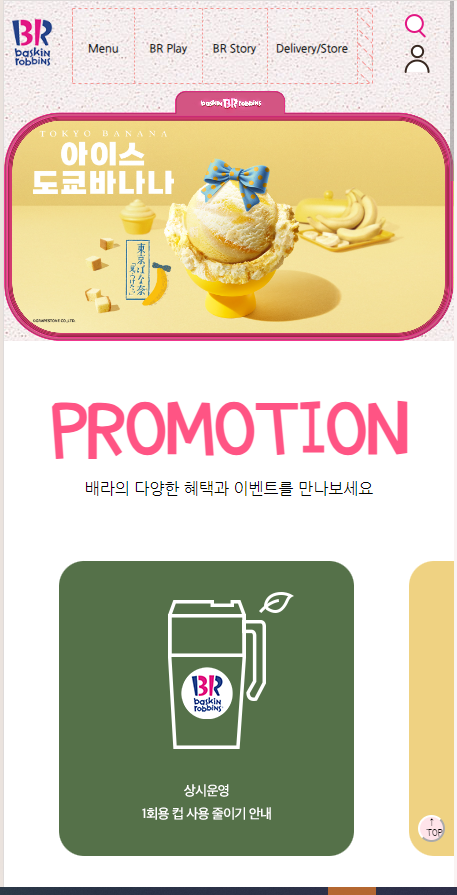 BR
baskin
robbins
Menu
BR Play
BR Story
Delivery/Store
baskin BR robbins
TOKYO BANANA
아이스
도쿄바나나
東京ばな奈
「見ぃつけたっ」
©GRAPESTONE CO.,LTD.
PROMOTION
배라의 다양한 혜택과 이벤트를 만나보세요
BR
baskin
robbins
상시운영
1회용 컵 사용 줄이기 안내
↑
TOP